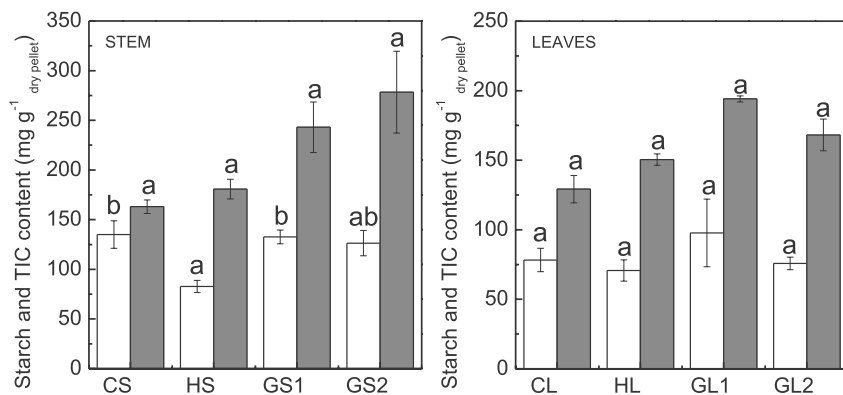 Starch and TIC content (mg g-1 dry pellet)
350
300
250
200
150
100
50
0
STEM
b
a
a
a
b
a
ab
a
CS HS GS1 GS2
Starch and TIC content (mg g-1 dry pellet)
250
200
150
100
50
0
LEAVES
a
a
a
a
a
a
a
a
CL HL GL1 GL2